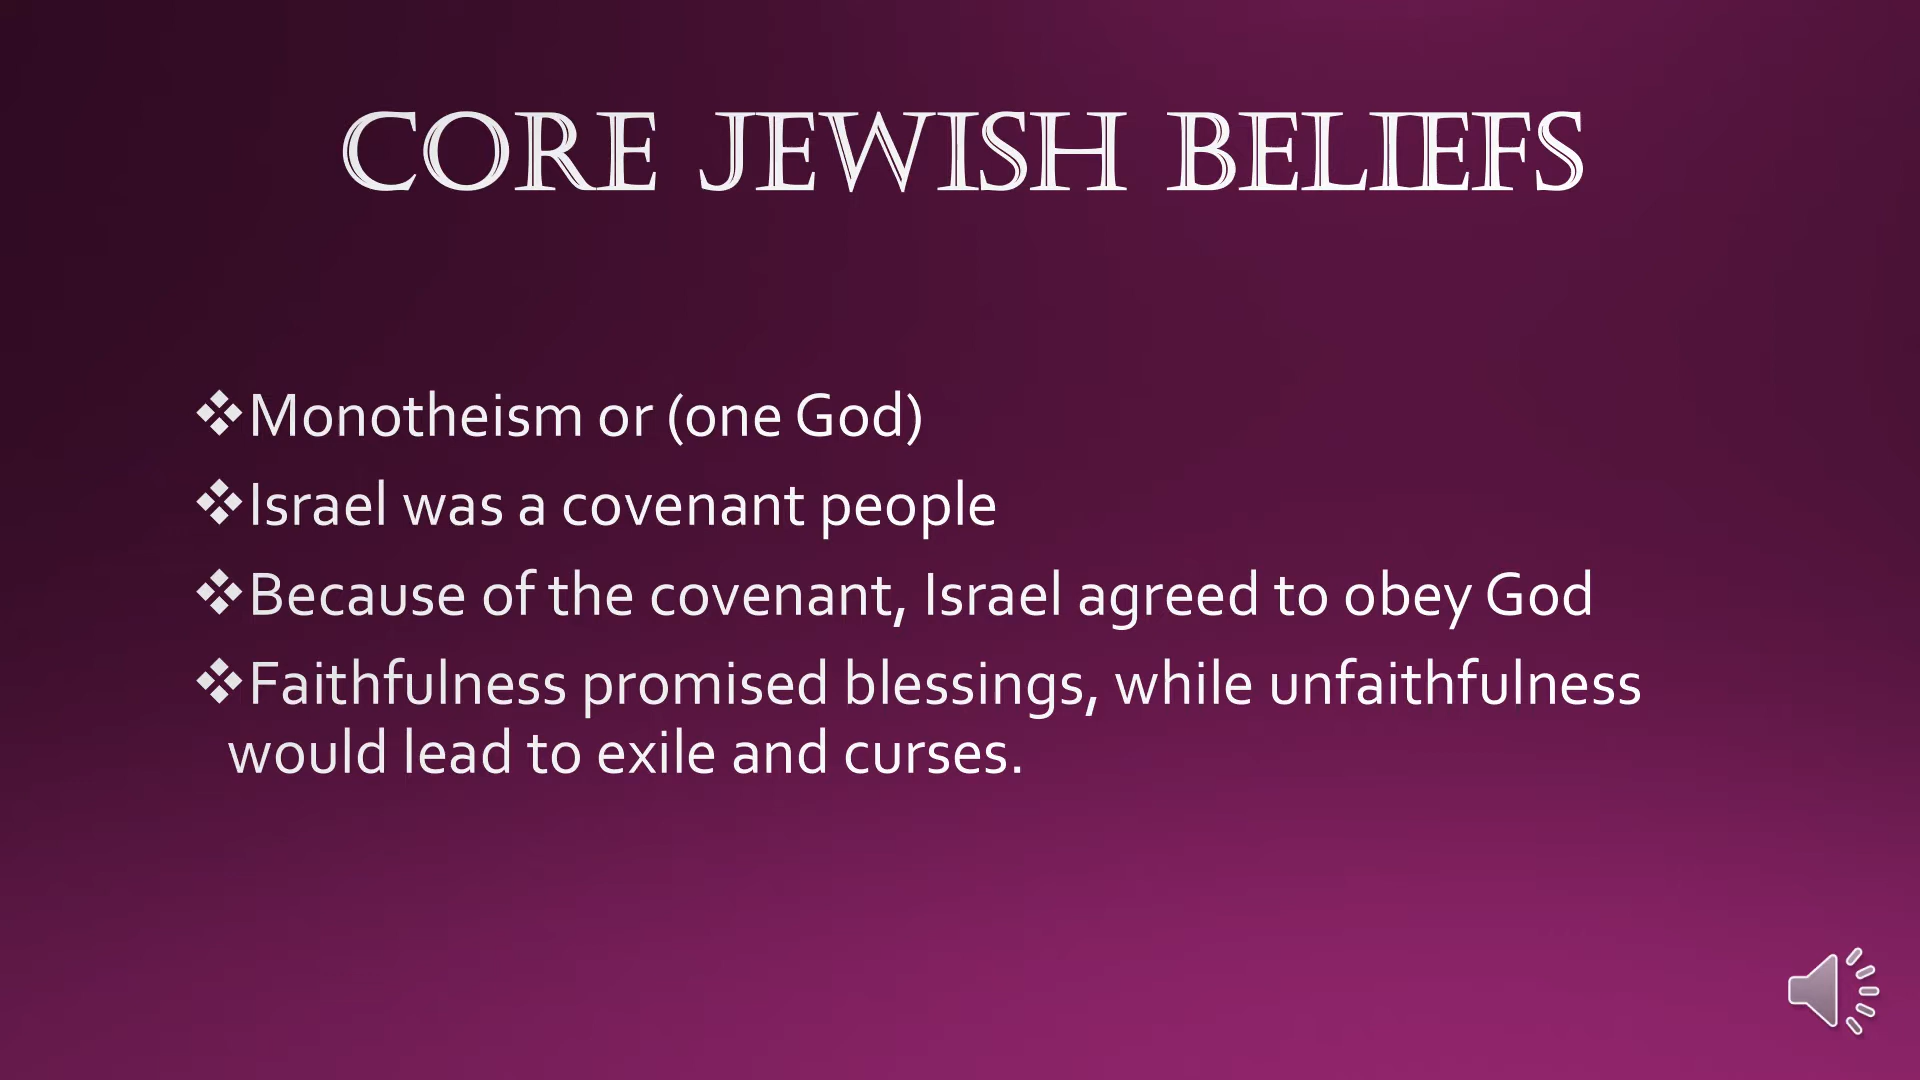 CORE JEWISH BELIEFS
❖Monotheism or (one God)
❖Israel was a covenant people
❖Because of the covenant, Israel agreed to obey God
❖Faithfulness promised blessings, while unfaithfulness
would lead to exile and curses.